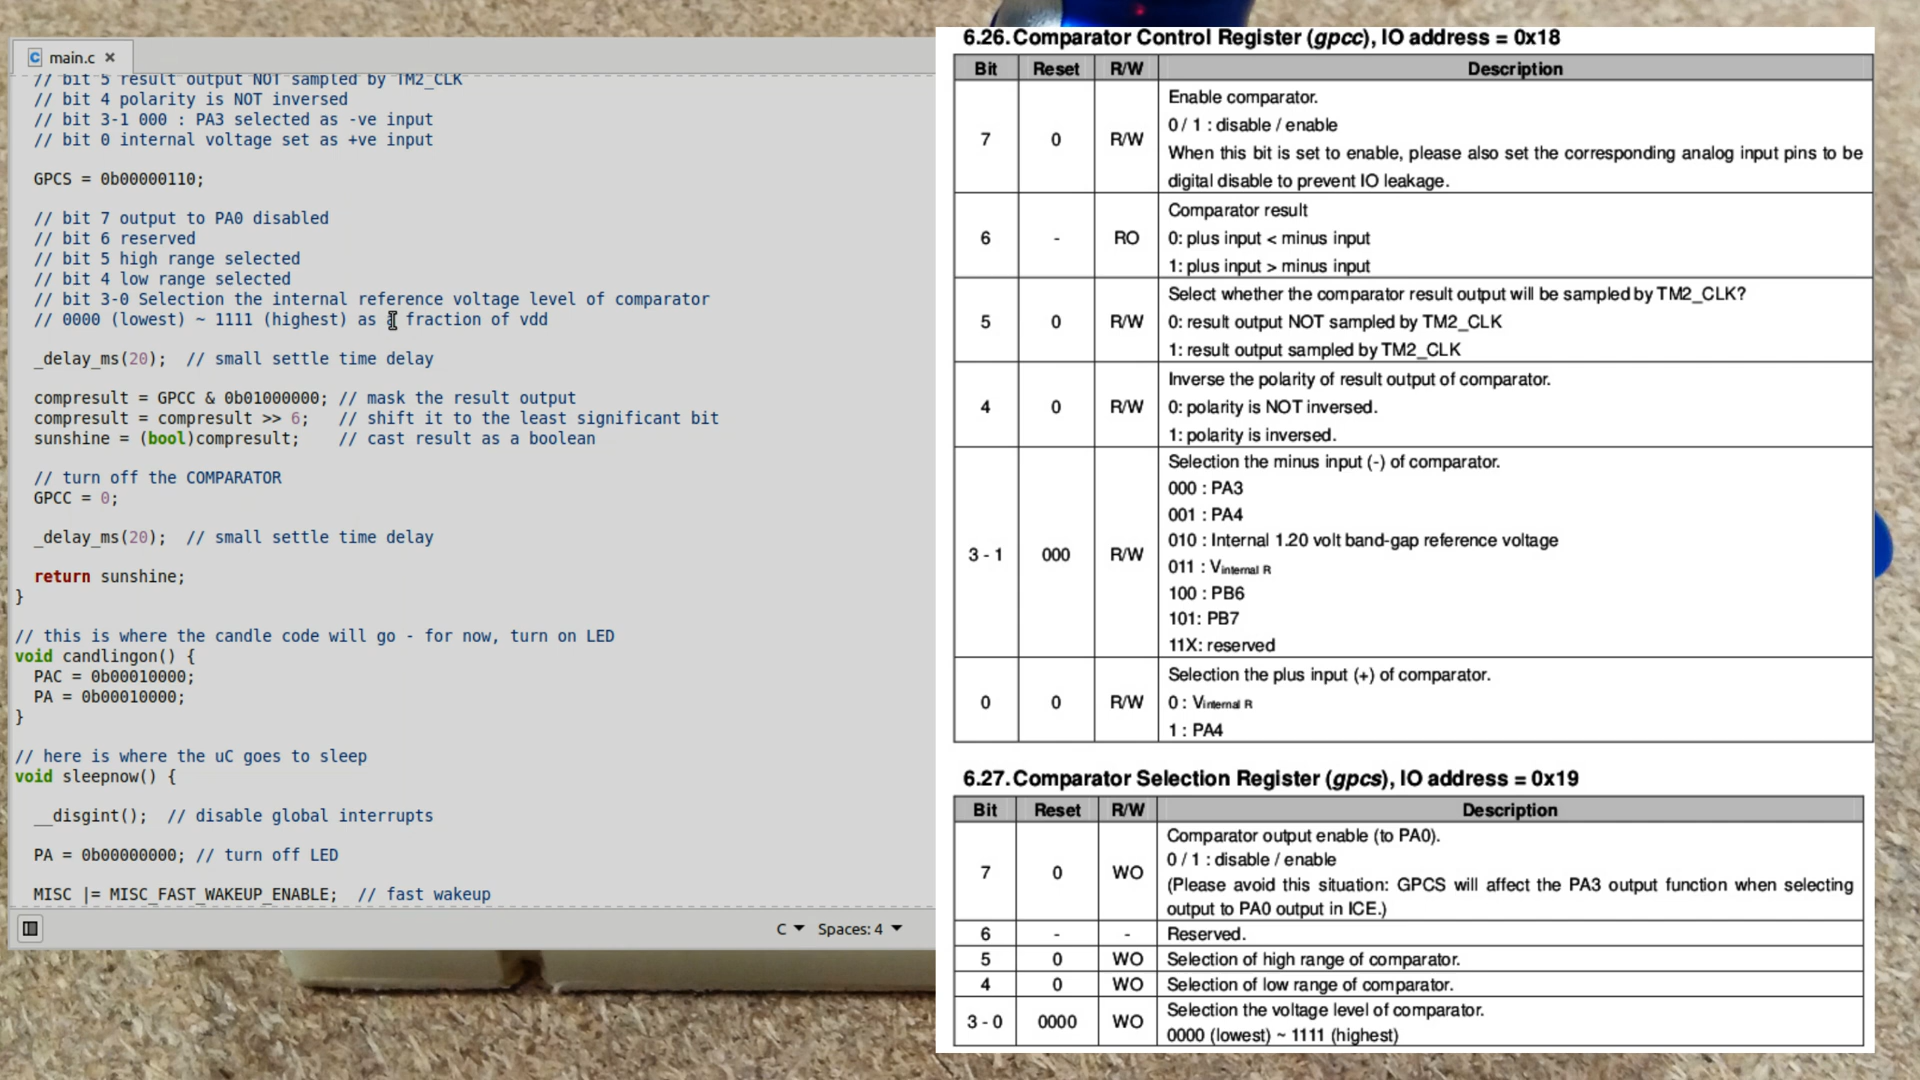 main.c ×
// bit 5 result output NOT sampled by TM2_CLK
// bit 4 polarity is NOT inversed
// bit 3-1 000 : PA3 selected as -ve input
// bit 0 internal voltage set as +ve input
GPCS = 0b00000110;
// bit 7 output to PA0 disabled
// bit 6 reserved
// bit 5 high range selected
// bit 4 low range selected
// bit 3-0 Selection the internal reference voltage level of comparator
// 0000 (lowest) ~ 1111 (highest) as a fraction of vdd
_delay_ms(20);  // small settle time delay
compresult = GPCC & 0b01000000; // mask the result output
compresult = compresult >> 6;   // shift it to the least significant bit
sunshine = (bool)compresult;    // cast result as a boolean
// turn off the COMPARATOR
GPCC = 0;
_delay_ms(20);  // small settle time delay
return sunshine;
}
// this is where the candle code will go - for now, turn on LED
void candlingon() {
PAC = 0b00010000;
PA = 0b00010000;
}
// here is where the uC goes to sleep
void sleepnow() {
__disgint();  // disable global interrupts
PA = 0b00000000; // turn off LED
MISC |= MISC_FAST_WAKEUP_ENABLE;  // fast wakeup
C Spaces: 4
6.26. Comparator Control Register (gpcc), IO address = 0x18
Bit Reset R/W Description
7 0 R/W Enable comparator.
0 / 1 : disable / enable
When this bit is set to enable, please also set the corresponding analog input pins to be
digital disable to prevent IO leakage.
6 - RO Comparator result
0: plus input < minus input
1: plus input > minus input
5 0 R/W Select whether the comparator result output will be sampled by TM2_CLK?
0: result output NOT sampled by TM2_CLK
1: result output sampled by TM2_CLK
4 0 R/W Inverse the polarity of result output of comparator.
0: polarity is NOT inversed.
1: polarity is inversed.
3 - 1 000 R/W Selection the minus input (-) of comparator.
000 : PA3
001 : PA4
010 : Internal 1.20 volt band-gap reference voltage
011 : Vinternal R
100 : PB6
101: PB7
11X: reserved
0 0 R/W Selection the plus input (+) of comparator.
0 : Vinternal R
1 : PA4
6.27. Comparator Selection Register (gpcs), IO address = 0x19
Bit Reset R/W Description
7 0 WO Comparator output enable (to PA0).
0 / 1 : disable / enable
(Please avoid this situation: GPCS will affect the PA3 output function when selecting
output to PA0 output in ICE.)
6 - - Reserved.
5 0 WO Selection of high range of comparator.
4 0 WO Selection of low range of comparator.
3 - 0 0000 WO Selection the voltage level of comparator.
0000 (lowest) ~ 1111 (highest)